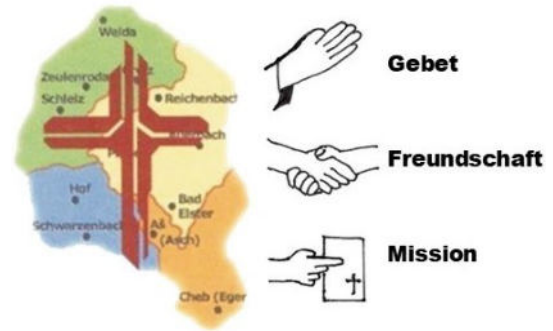 Weida
Zeulenroda
Schleiz
Reichenbach
Hof
Bad
Elster
Schwarzenbach
Aš
(Asch)
Cheb (Eger
Gebet
Freundschaft
Mission